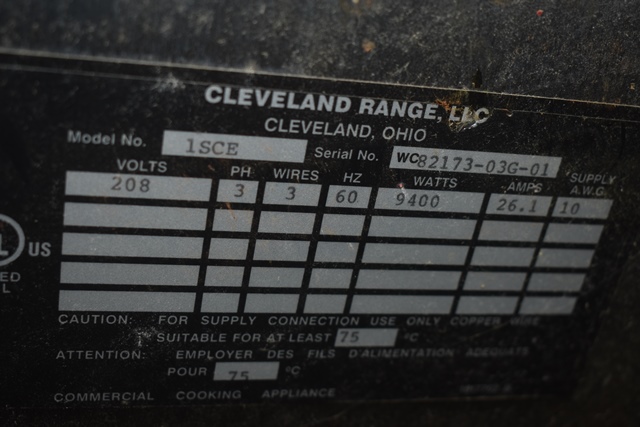 CLEVELAND RANGE, LLC
CLEVELAND, OHIO
Model No. 1SCE Serial No. WC82173-03G-01
VOLTS PH WIRES HZ WATTS AMPS SUPPLY A.W.G
208 3 3 60 9400 26.1 10
US
CAUTION: FOR SUPPLY CONNECTION USE ONLY COPPER WIRE
SUITABLE FOR AT LEAST 75 °C
ATTENTION: EMPLOYER DES FILS D'ALIMENTATION ADEQUATS
POUR 75 °C
COMMERCIAL COOKING APPLIANCE